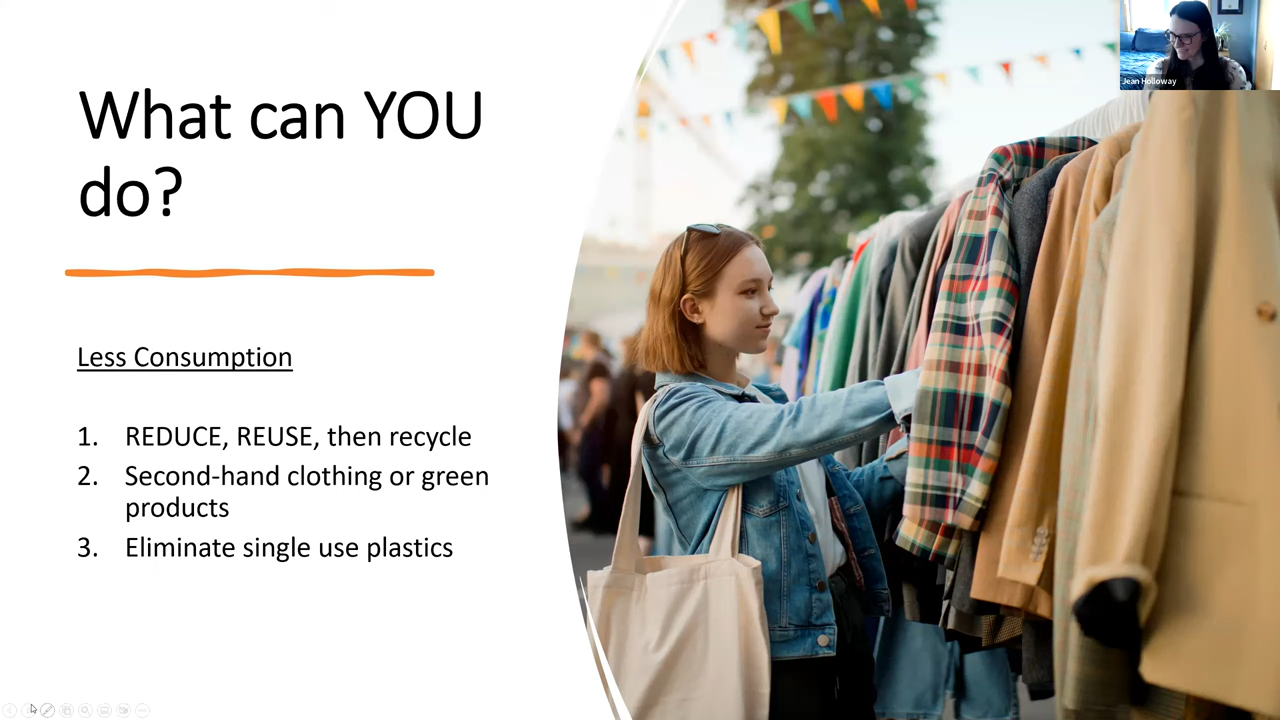 What can YOU
do?
Less Consumption
1. REDUCE, REUSE, then recycle
2. Second-hand clothing or green
products
3. Eliminate single use plastics
Jean Holloway